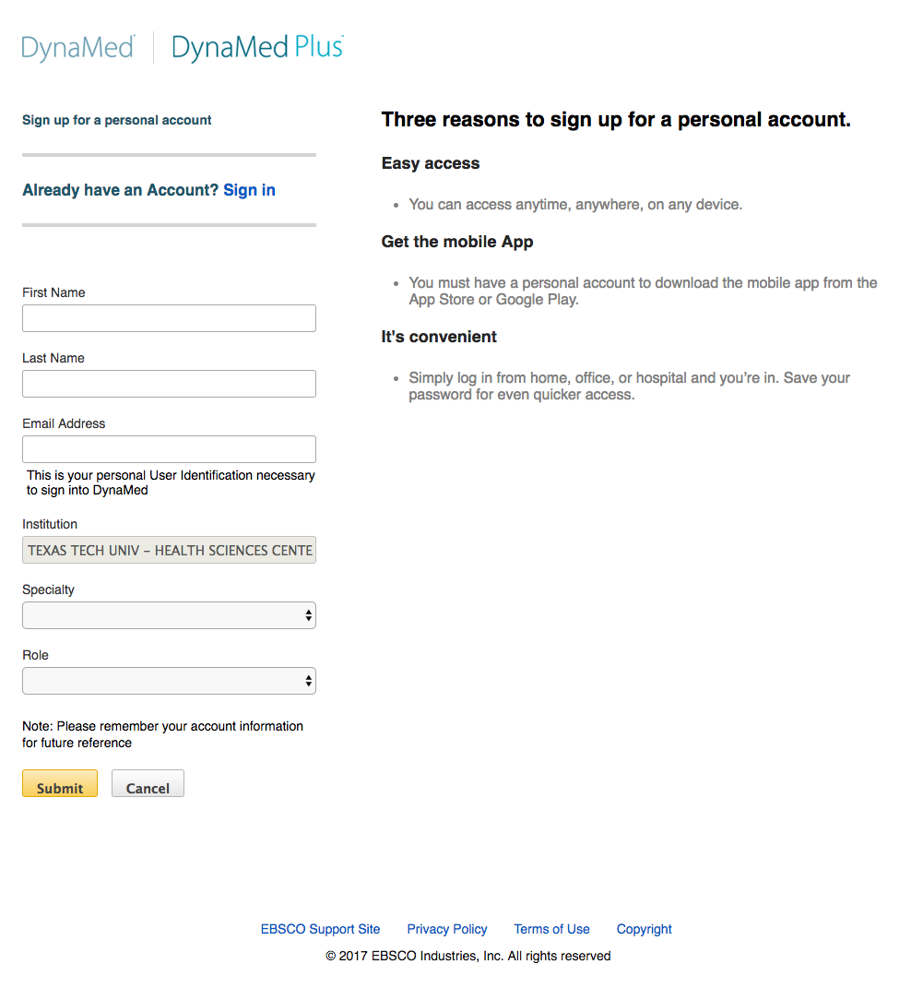 DynaMed™ | DynaMed Plus™
Sign up for a personal account
Already have an Account? Sign in
First Name
Last Name
Email Address
This is your personal User Identification necessary
to sign into DynaMed
Institution
TEXAS TECH UNIV – HEALTH SCIENCES CENTE
Specialty
Role
Note: Please remember your account information
for future reference
Submit Cancel
Three reasons to sign up for a personal account.
Easy access
• You can access anytime, anywhere, on any device.
Get the mobile App
• You must have a personal account to download the mobile app from the
App Store or Google Play.
It's convenient
• Simply log in from home, office, or hospital and you’re in. Save your
password for even quicker access.
EBSCO Support Site Privacy Policy Terms of Use Copyright
© 2017 EBSCO Industries, Inc. All rights reserved